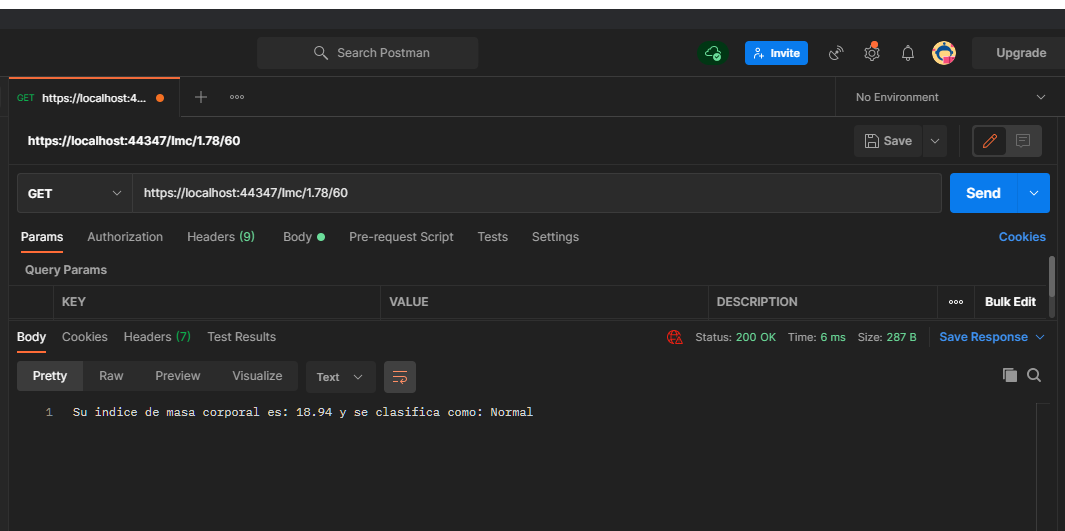 Search Postman
Invite
Upgrade
GET https://localhost:4...
No Environment
https://localhost:44347/Imc/1.78/60
Save
GET
https://localhost:44347/Imc/1.78/60
Send
Params Authorization Headers (9) Body Pre-request Script Tests Settings Cookies
Query Params
KEY VALUE DESCRIPTION Bulk Edit
Body Cookies Headers (7) Test Results Status: 200 OK Time: 6 ms Size: 287 B Save Response
Pretty Raw Preview Visualize Text
1 Su indice de masa corporal es: 18.94 y se clasifica como: Normal